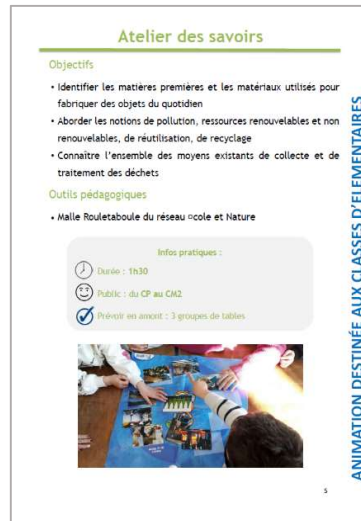 Atelier des savoirs
Objectifs
• Identifier les matières premières et les matériaux utilisés pour
fabriquer des objets du quotidien
• Aborder les notions de pollution, ressources renouvelables et non
renouvelables, de réutilisation, de recyclage
• Connaître l'ensemble des moyens existants de collecte et de
traitement des déchets
Outils pédagogiques
• Malle Rouletaboule du réseau ¤cole et Nature
Infos pratiques :
Durée : 1h30
Public : du CP au CM2
Prévoir en amont : 3 groupes de tables
5
ANIMATION DESTINÉE AUX CLASSES D'ELEMENTAIRES